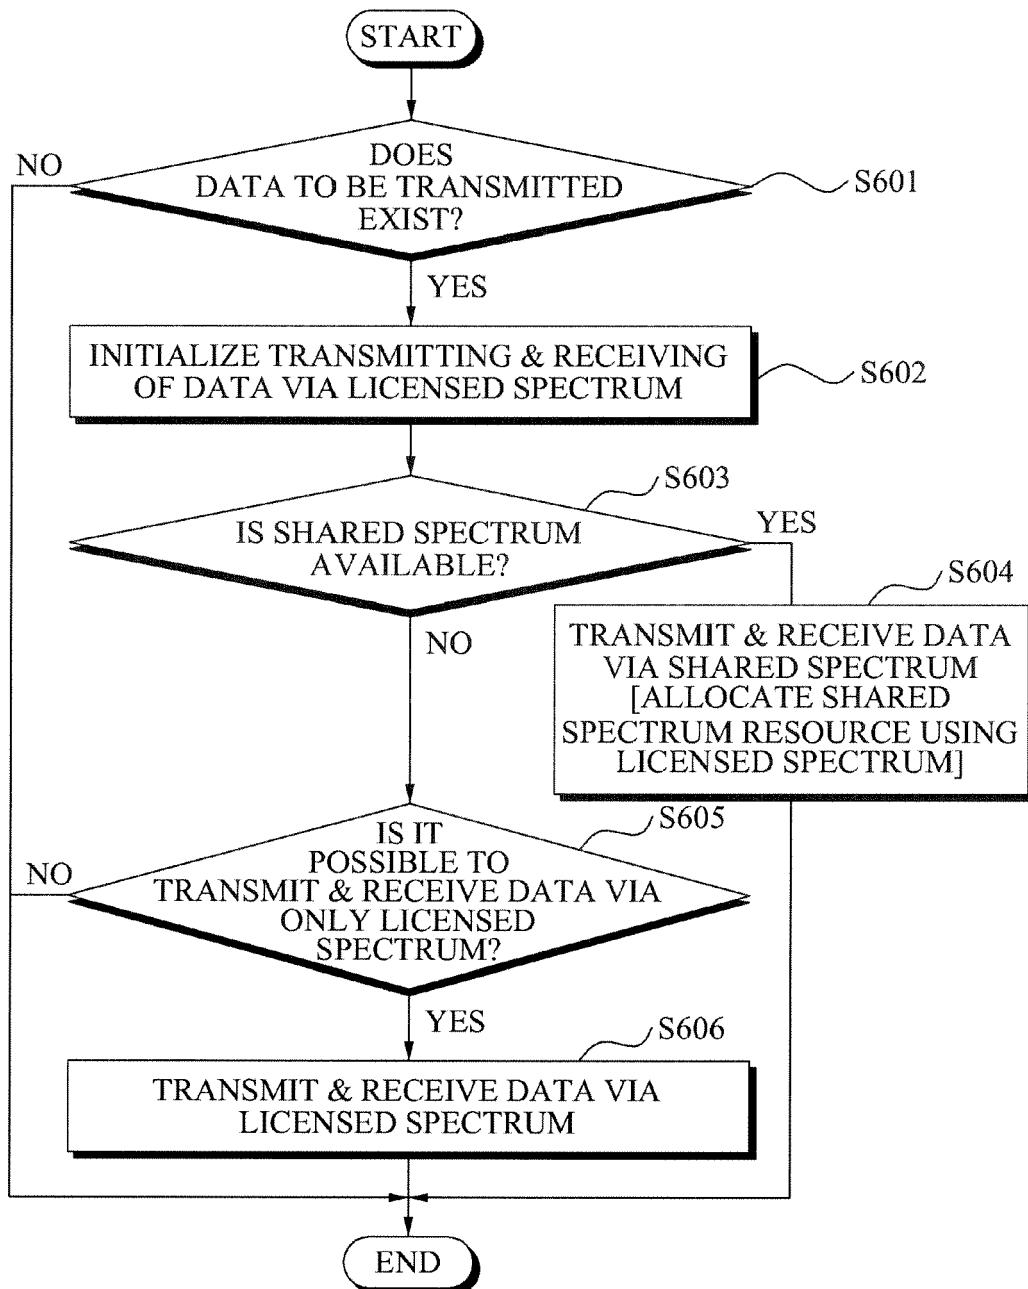 START
NO
DOES
DATA TO BE TRANSMITTED
EXIST?
S601
YES
INITIALIZE TRANSMITTING & RECEIVING
OF DATA VIA LICENSED SPECTRUM
S602
S603
IS SHARED SPECTRUM
AVAILABLE?
YES
NO
S604
TRANSMIT & RECEIVE DATA
VIA SHARED SPECTRUM
[ALLOCATE SHARED
SPECTRUM RESOURCE USING
LICENSED SPECTRUM]
S605
NO
IS IT
POSSIBLE TO
TRANSMIT & RECEIVE DATA VIA
ONLY LICENSED
SPECTRUM?
YES
S606
TRANSMIT & RECEIVE DATA VIA
LICENSED SPECTRUM
END